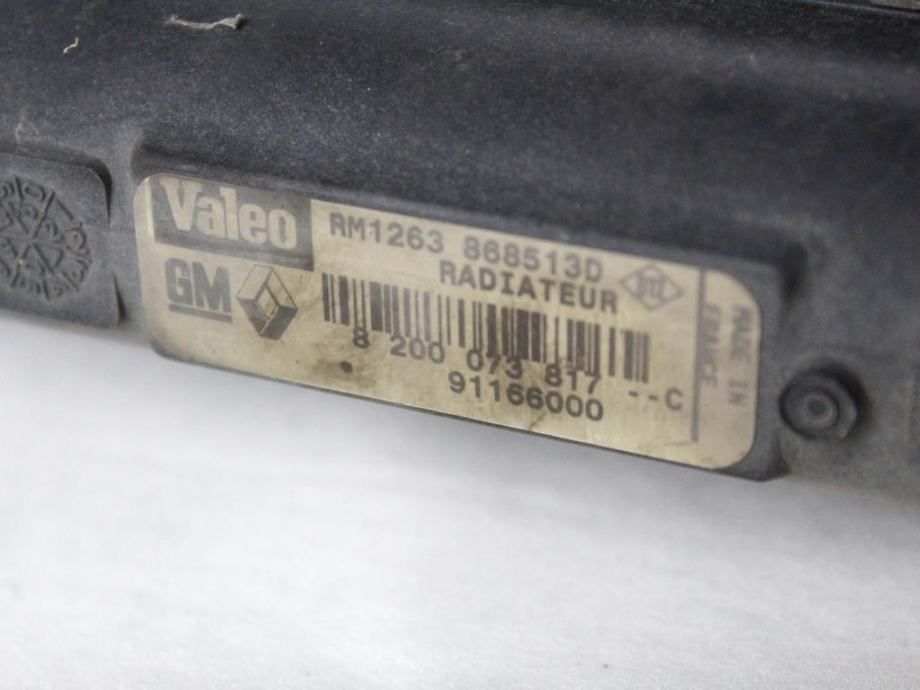 Valeo
RM1263 868513D
RADIATEUR
GM
8 200 073 817 --C
91166000
MADE IN
FRANCE